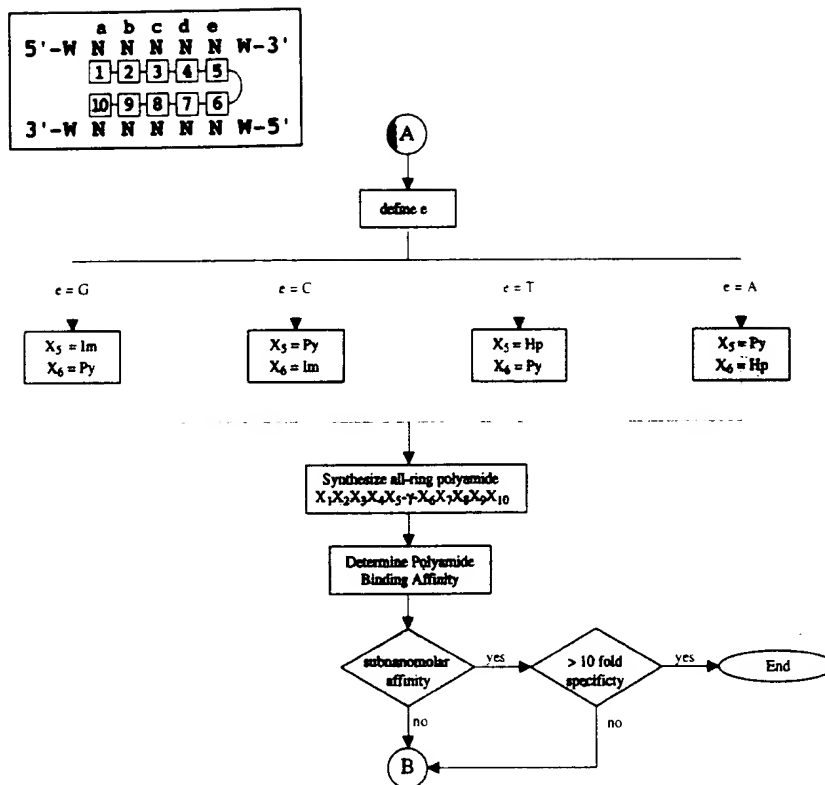 a b c d e
5'-W N N N N N W-3'
1 2 3 4 5
10 9 8 7 6
3'-W N N N N N W-5'
A
define e
e = G
e = C
e = T
e = A
X5 = Im
X6 = Py
X5 = Py
X6 = Im
X5 = Hp
X6 = Py
X5 = Py
X6 = Hp
Synthesize all-ring polyamide
X1X2X3X4X5-γ-X6X7X8X9X10
Determine Polyamide
Binding Affinity
subnanomolar
affinity
yes
> 10 fold
specificty
yes
End
no
no
B